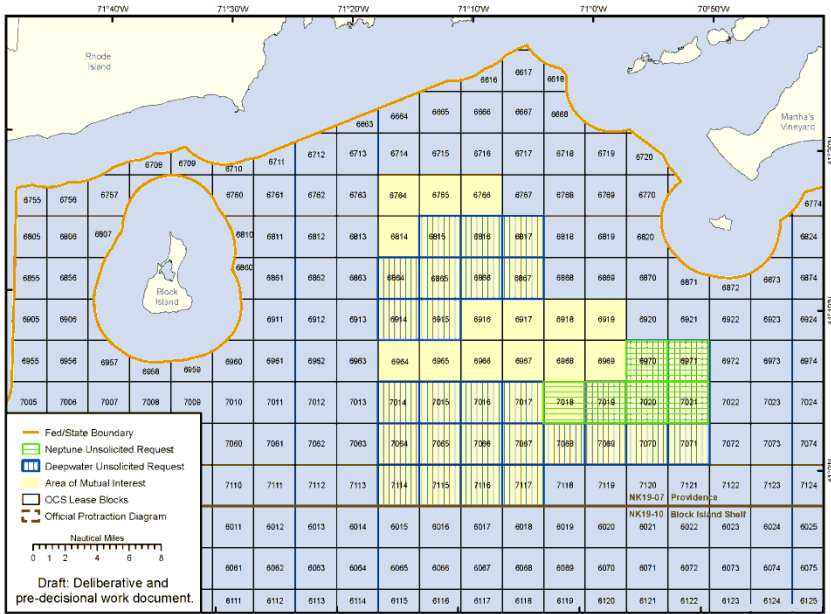 71°40'0"W 71°30'0"W 71°20'0"W 71°10'0"W 71°0'0"W 70°50'0"W
Rhode
Island
6616 6617 6618
6663 6664 6665 6666 6667 6668
Martha's
Vineyard
6708 6709 6710 6711 6712 6713 6714 6715 6716 6717 6718 6719 6720
6755 6756 6757 6760 6761 6762 6763 6764 6765 6766 6767 6768 6769 6770 6774
6805 6806 6807 6810 6811 6812 6813 6814 6815 6816 6817 6818 6819 6820 6824
6855 6856 6860 6861 6862 6863 6864 6865 6866 6867 6868 6869 6870 6871 6872 6873 6874
Block
Island
6905 6906 6911 6912 6913 6914 6915 6916 6917 6918 6919 6920 6921 6922 6923 6924
6955 6956 6957 6958 6959 6960 6961 6962 6963 6964 6965 6966 6967 6968 6969 6970 6971 6972 6973 6974
7005 7006 7007 7008 7009 7010 7011 7012 7013 7014 7015 7016 7017 7018 7019 7020 7021 7022 7023 7024
7060 7061 7062 7063 7064 7065 7066 7067 7068 7069 7070 7071 7072 7073 7074
7110 7111 7112 7113 7114 7115 7116 7117 7118 7119 7120 7121 7122 7123 7124
NK19-07 Providence
NK19-10 Block Island Shelf
6011 6012 6013 6014 6015 6016 6017 6018 6019 6020 6021 6022 6023 6024 6025
6061 6062 6063 6064 6065 6066 6067 6068 6069 6070 6071 6072 6073 6074 6075
6111 6112 6113 6114 6115 6116 6117 6118 6119 6120 6121 6122 6123 6124 6125
Fed/State Boundary
Neptune Unsolicited Request
Deepwater Unsolicited Request
Area of Mutual Interest
OCS Lease Blocks
Official Protraction Diagram
Nautical Miles
0 1 2 4 6 8
Draft: Deliberative and
pre-decisional work document.